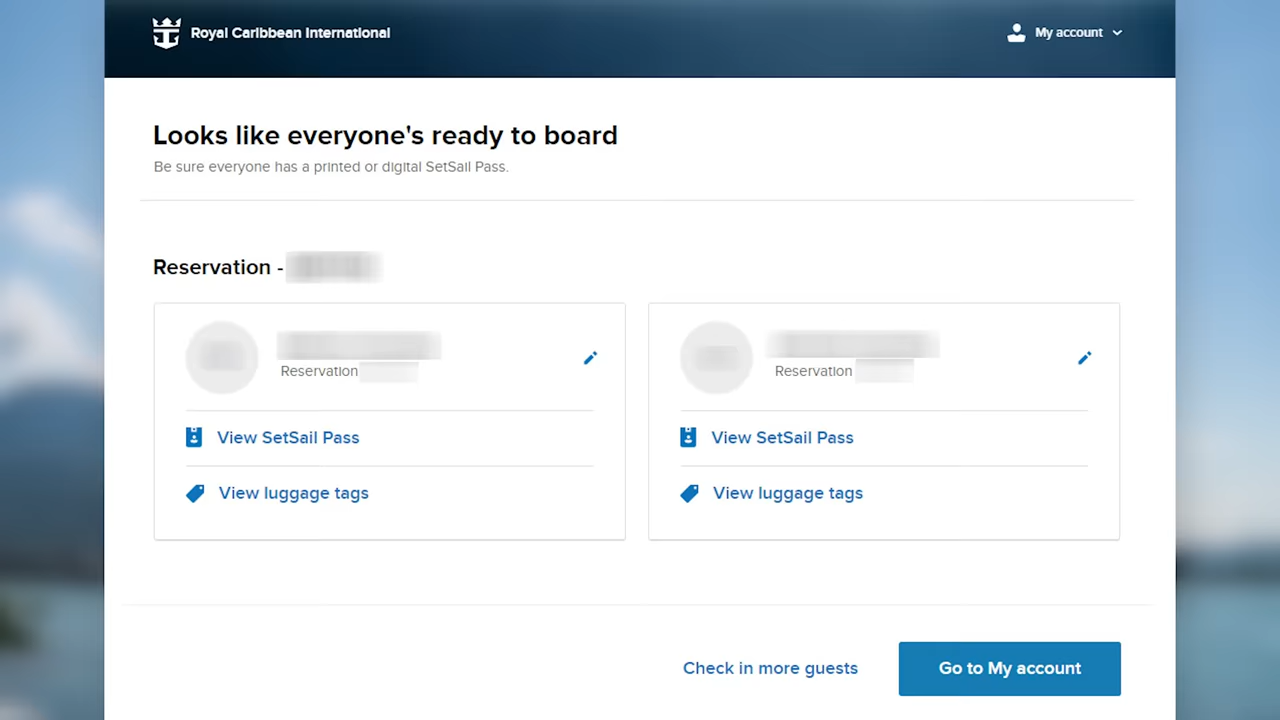 Royal Caribbean International
My account
Looks like everyone's ready to board
Be sure everyone has a printed or digital SetSail Pass.
Reservation -
Reservation
View SetSail Pass
View luggage tags
Reservation
View SetSail Pass
View luggage tags
Check in more guests
Go to My account